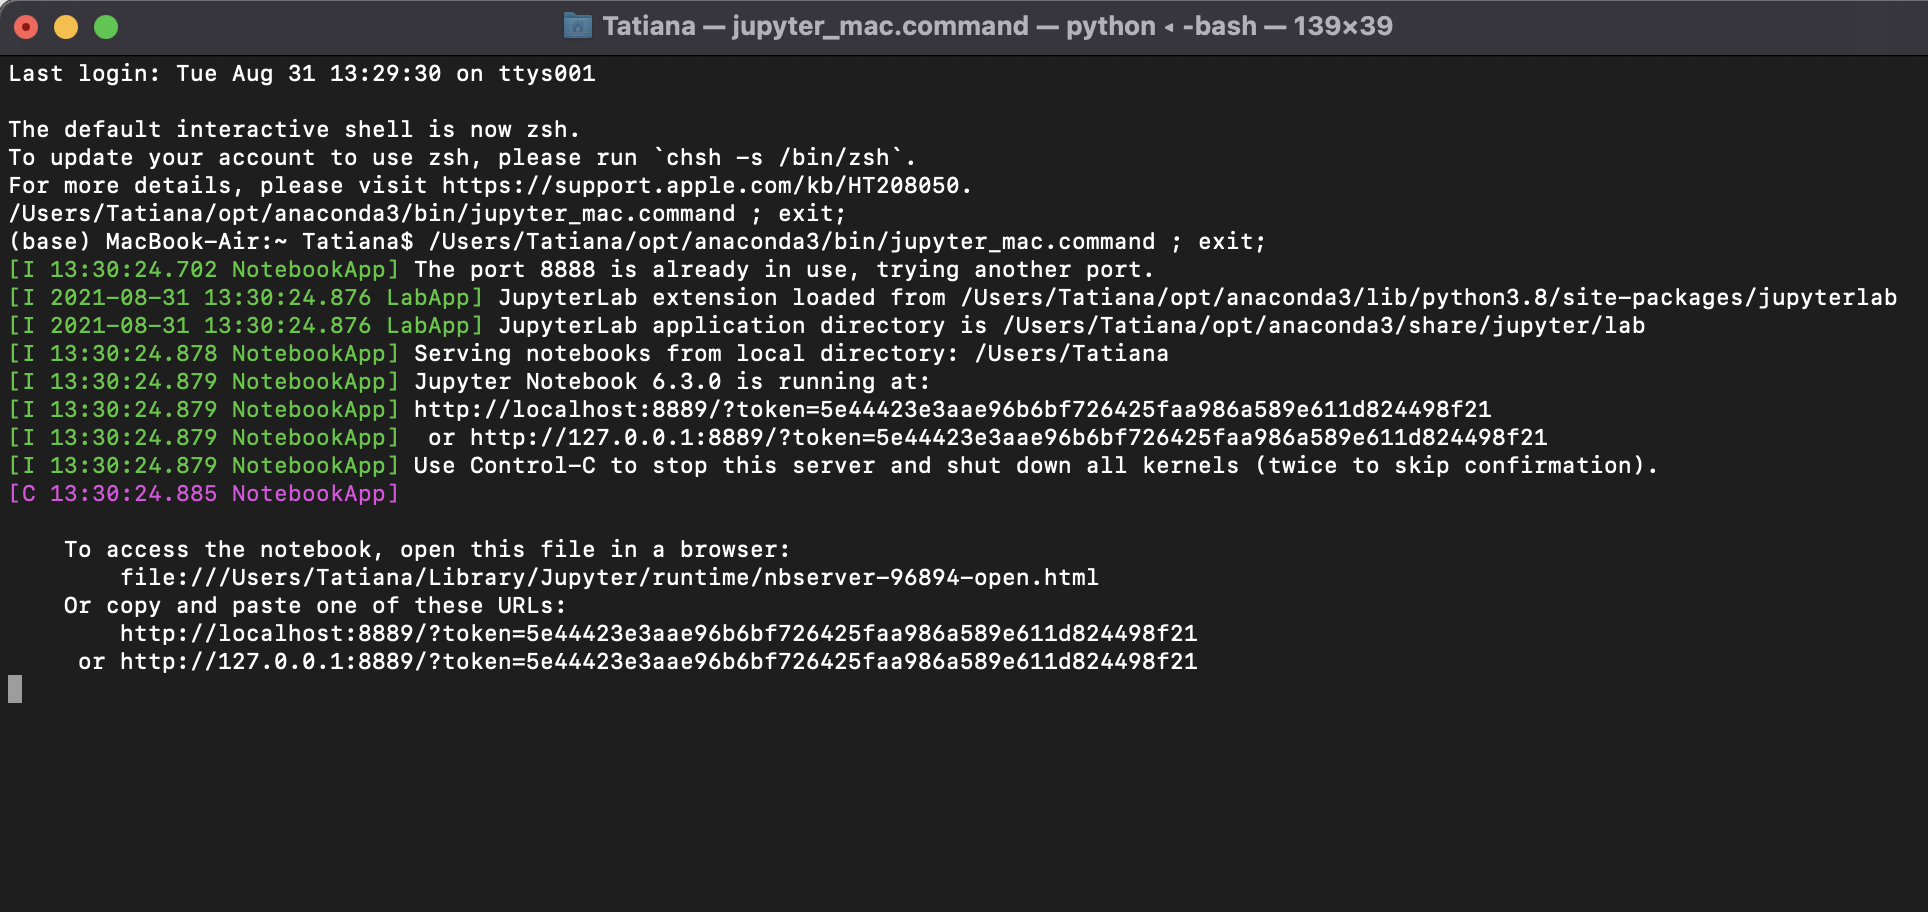 Tatiana — jupyter_mac.command — python ◂ -bash — 139×39
Last login: Tue Aug 31 13:29:30 on ttys001
The default interactive shell is now zsh.
To update your account to use zsh, please run `chsh -s /bin/zsh`.
For more details, please visit https://support.apple.com/kb/HT208050.
/Users/Tatiana/opt/anaconda3/bin/jupyter_mac.command ; exit;
(base) MacBook-Air:~ Tatiana$ /Users/Tatiana/opt/anaconda3/bin/jupyter_mac.command ; exit;
[I 13:30:24.702 NotebookApp] The port 8888 is already in use, trying another port.
[I 2021-08-31 13:30:24.876 LabApp] JupyterLab extension loaded from /Users/Tatiana/opt/anaconda3/lib/python3.8/site-packages/jupyterlab
[I 2021-08-31 13:30:24.876 LabApp] JupyterLab application directory is /Users/Tatiana/opt/anaconda3/share/jupyter/lab
[I 13:30:24.878 NotebookApp] Serving notebooks from local directory: /Users/Tatiana
[I 13:30:24.879 NotebookApp] Jupyter Notebook 6.3.0 is running at:
[I 13:30:24.879 NotebookApp] http://localhost:8889/?token=5e44423e3aae96b6bf726425faa986a589e611d824498f21
[I 13:30:24.879 NotebookApp]  or http://127.0.0.1:8889/?token=5e44423e3aae96b6bf726425faa986a589e611d824498f21
[I 13:30:24.879 NotebookApp] Use Control-C to stop this server and shut down all kernels (twice to skip confirmation).
[C 13:30:24.885 NotebookApp]
    To access the notebook, open this file in a browser:
        file:///Users/Tatiana/Library/Jupyter/runtime/nbserver-96894-open.html
    Or copy and paste one of these URLs:
        http://localhost:8889/?token=5e44423e3aae96b6bf726425faa986a589e611d824498f21
     or http://127.0.0.1:8889/?token=5e44423e3aae96b6bf726425faa986a589e611d824498f21